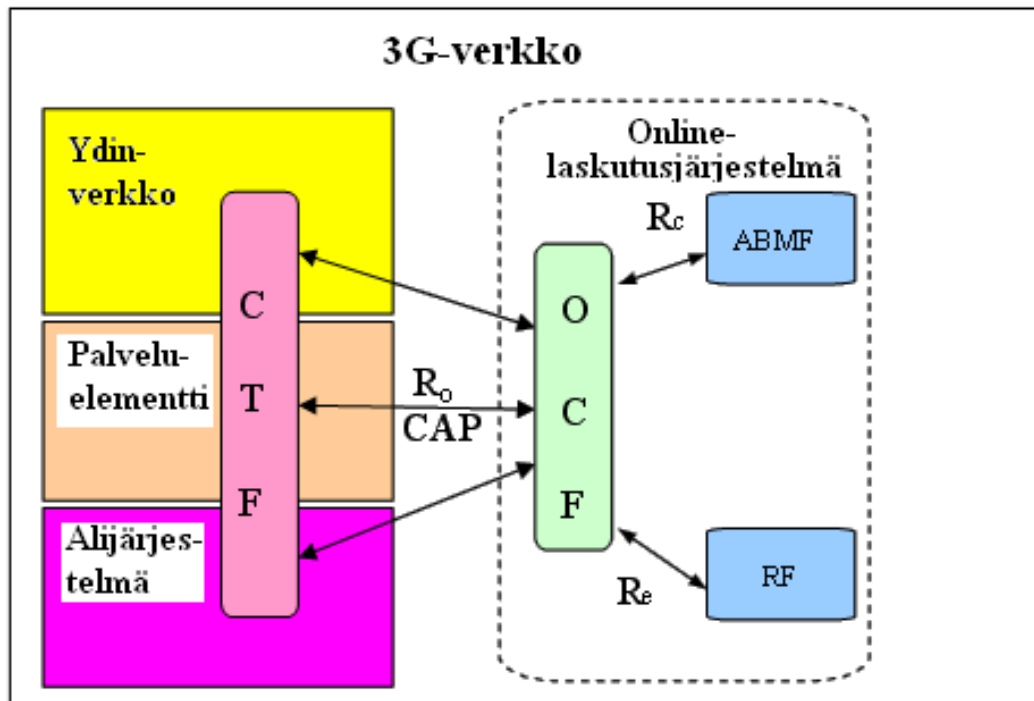 3G-verkko
Ydin-
verkko
Palvelu-
elementti
Alijärjes-
telmä
C
T
F
Ro
CAP
Online-
laskutusjärjestelmä
O
C
F
Rc
ABMF
Re
RF